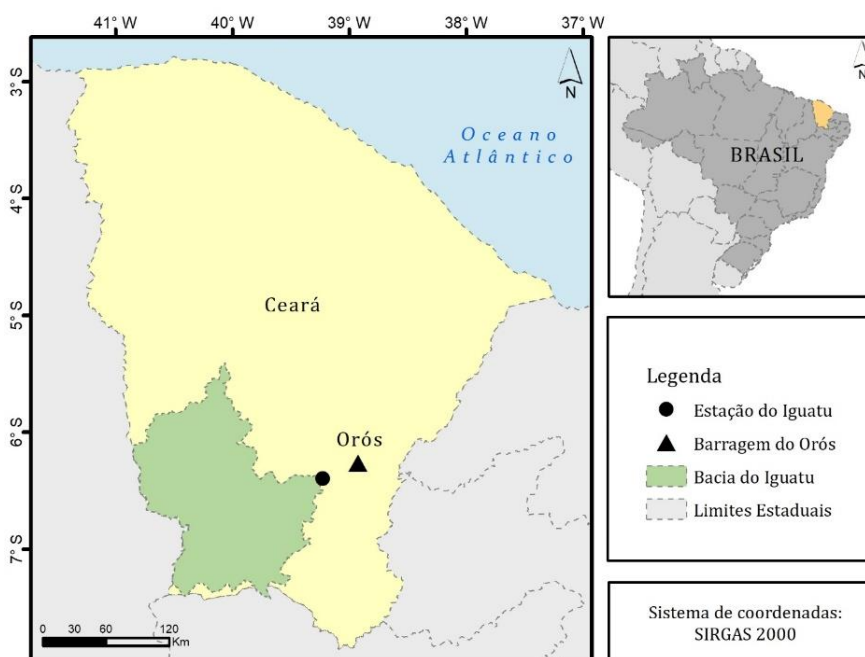 41°W
40°W
39°W
38°W
37°W
3°S
4°S
5°S
6°S
7°S
N
Oceano
Atlântico
Ceará
Orós
0 30 60 120
Km
N
BRASIL
Legenda
Estação do Iguatu
Barragem do Orós
Bacia do Iguatu
Limites Estaduais
Sistema de coordenadas:
SIRGAS 2000